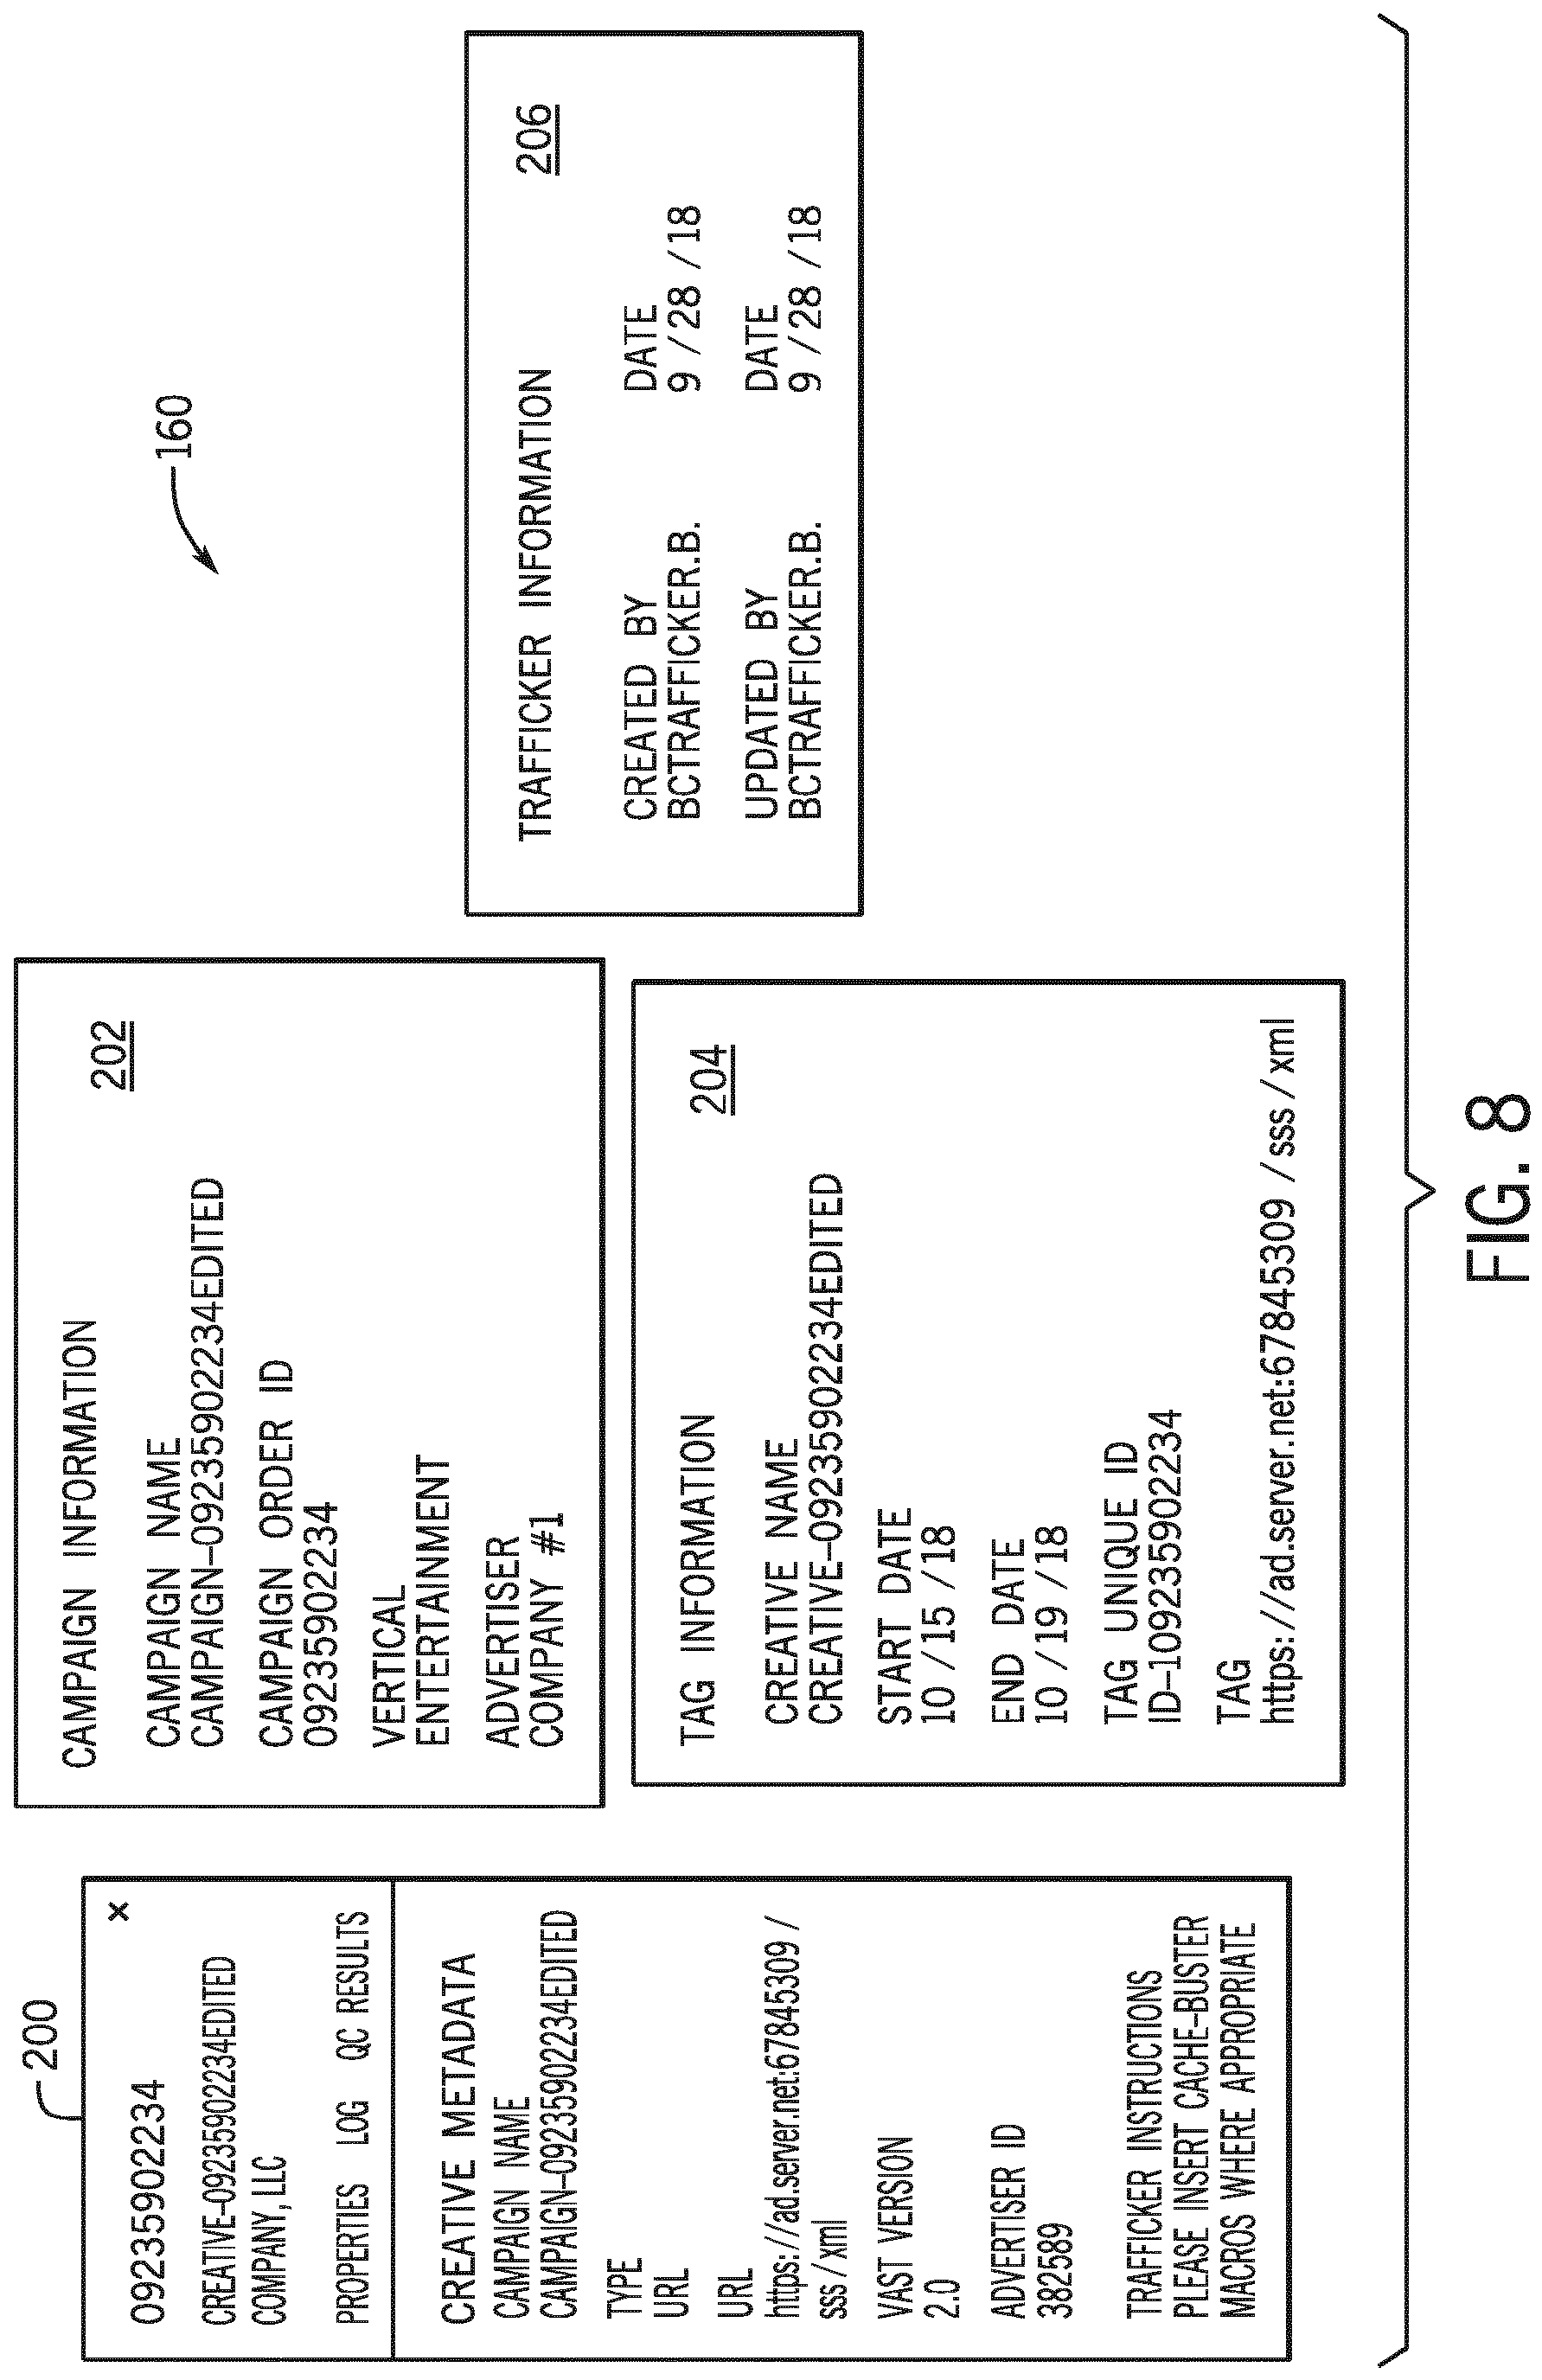 160
200
09235902234
×
CREATIVE–09235902234EDITED
COMPANY, LLC
PROPERTIES LOG QC RESULTS
CREATIVE METADATA
CAMPAIGN NAME
CAMPAIGN–09235902234EDITED
TYPE
URL
URL
https://ad.server.net:67845309/
sss/xml
VAST VERSION
2.0
ADVERTISER ID
382589
TRAFFICKER INSTRUCTIONS
PLEASE INSERT CACHE–BUSTER
MACROS WHERE APPROPRIATE
CAMPAIGN INFORMATION
202
CAMPAIGN NAME
CAMPAIGN–09235902234EDITED
CAMPAIGN ORDER ID
09235902234
VERTICAL
ENTERTAINMENT
ADVERTISER
COMPANY #1
TAG INFORMATION
204
CREATIVE NAME
CREATIVE–09235902234EDITED
START DATE
10/15/18
END DATE
10/19/18
TAG UNIQUE ID
ID–109235902234
TAG
https://ad.server.net:67845309/sss/xml
TRAFFICKER INFORMATION
206
CREATED BY DATE
BCTRAFFICKER.B. 9/28/18
UPDATED BY DATE
BCTRAFFICKER.B. 9/28/18
FIG. 8